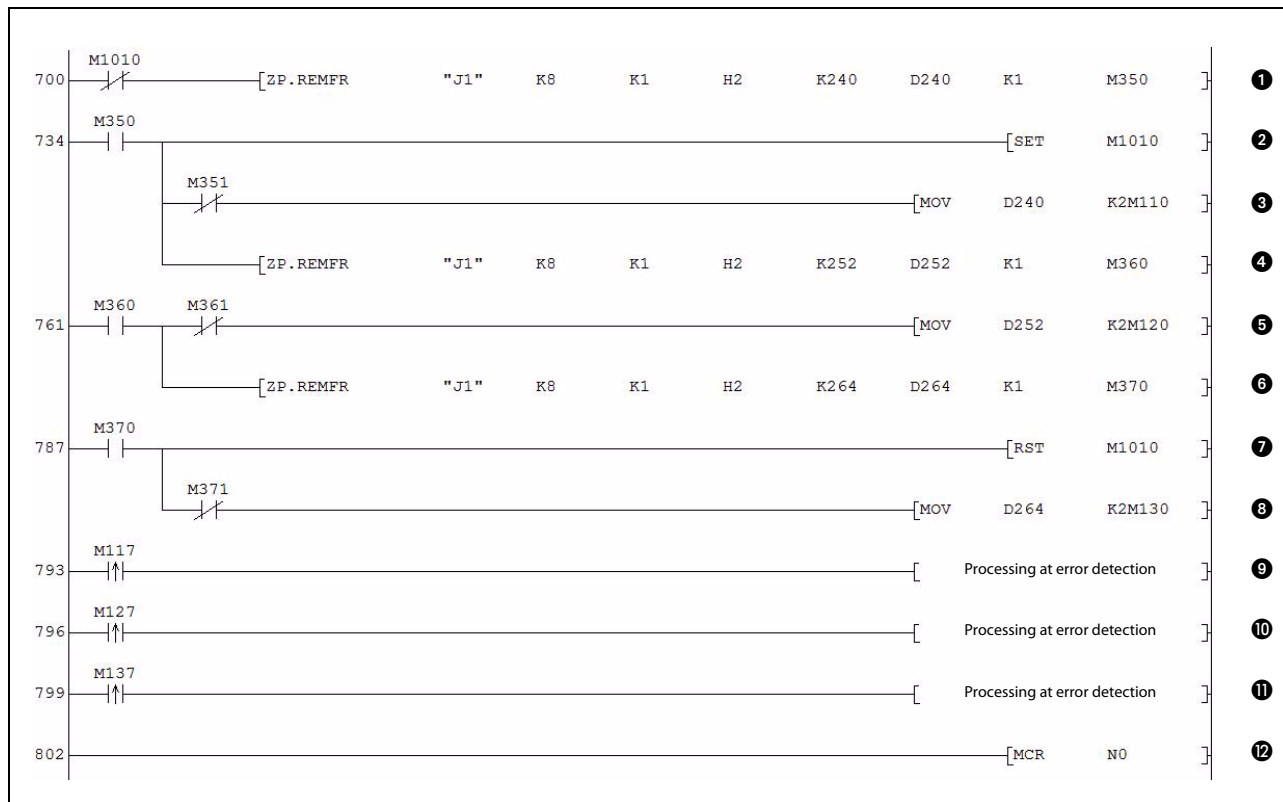 M1010
700 [ZP.REMFR "J1" K8 K1 H2 K240 D240 K1 M350 ] ❶
M350
734 [SET M1010 ] ❷
M351
[MOV D240 K2M110 ] ❸
[ZP.REMFR "J1" K8 K1 H2 K252 D252 K1 M360 ] ❹
M360 M361
761 [MOV D252 K2M120 ] ❺
[ZP.REMFR "J1" K8 K1 H2 K264 D264 K1 M370 ] ❻
M370
787 [RST M1010 ] ❼
M371
[MOV D264 K2M130 ] ❽
M117
793 [ Processing at error detection ] ❾
M127
796 [ Processing at error detection ] ❿
M137
799 [ Processing at error detection ] ⓫
802 [MCR N0 ] ⓬